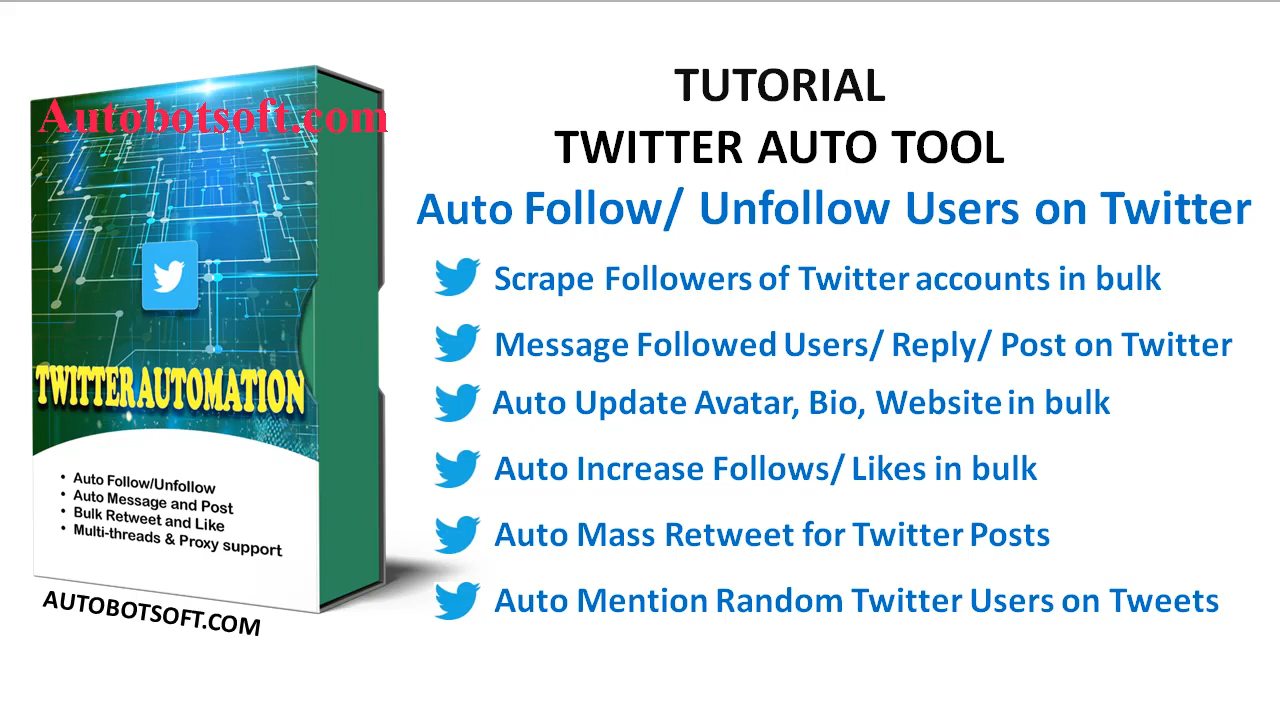 Autobotsoft.com
TWITTER AUTOMATION
• Auto Follow/Unfollow
• Auto Message and Post
• Bulk Retweet and Like
• Multi-threads & Proxy support
AUTOBOTSOFT.COM
TUTORIAL
TWITTER AUTO TOOL
Auto Follow/ Unfollow Users on Twitter
Scrape Followers of Twitter accounts in bulk
Message Followed Users/ Reply/ Post on Twitter
Auto Update Avatar, Bio, Website in bulk
Auto Increase Follows/ Likes in bulk
Auto Mass Retweet for Twitter Posts
Auto Mention Random Twitter Users on Tweets